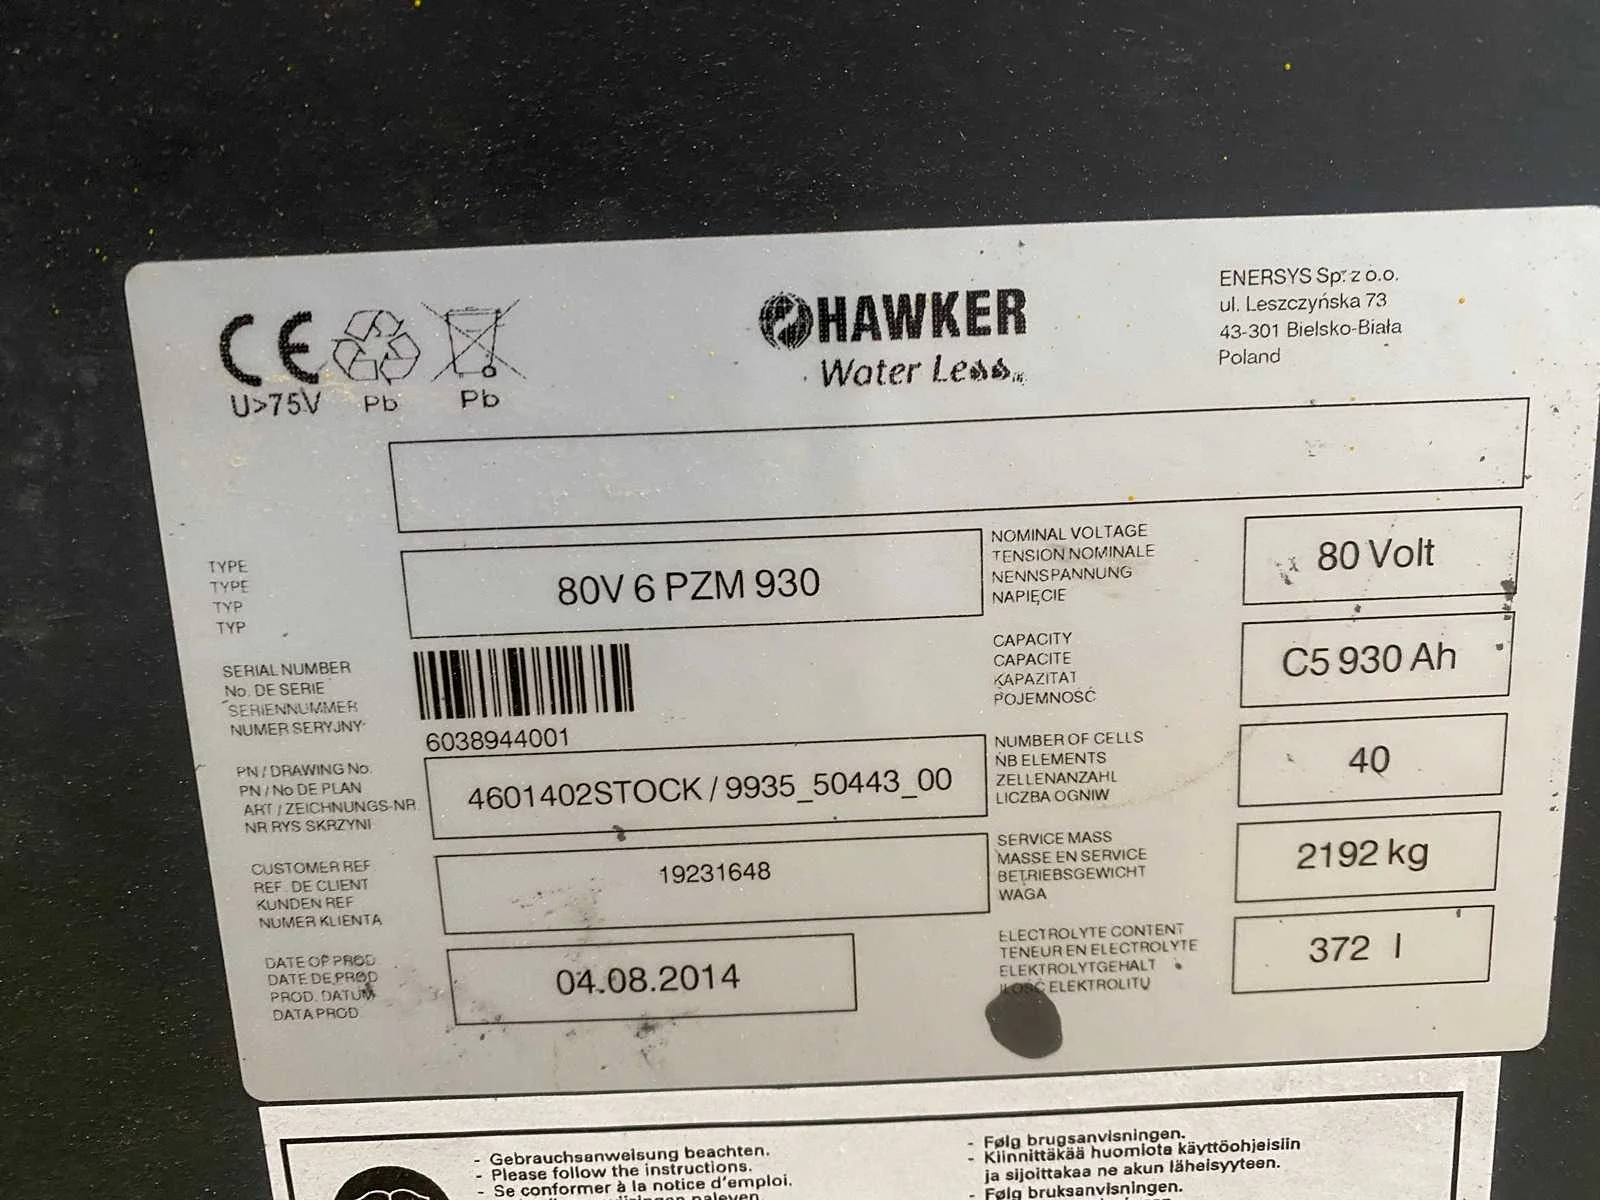 CE
U>75V
Pb
Pb
HAWKER
Water Less
ENERSYS Sp. z o.o.
ul. Leszczyńska 73
43-301 Bielsko-Biała
Poland
TYPE
TYPE
TYP
TYP
80V 6 PZM 930
NOMINAL VOLTAGE
TENSION NOMINALE
NENNSPANNUNG
NAPIĘCIE
80 Volt
SERIAL NUMBER
No. DE SERIE
SERIENNUMMER
NUMER SERYJNY
6038944001
CAPACITY
CAPACITE
KAPAZITAT
POJEMNOŚĆ
C5 930 Ah
PN / DRAWING No.
PN / No DE PLAN
ART / ZEICHNUNGS-NR
NR RYS SKRZYNI
4601402STOCK / 9935_50443_00
NUMBER OF CELLS
NB ELEMENTS
ZELLENANZAHL
LICZBA OGNIW
40
CUSTOMER REF
REF. DE CLIENT
KUNDEN REF
NUMER KLIENTA
19231648
SERVICE MASS
MASSE EN SERVICE
BETRIEBSGEWICHT
WAGA
2192 kg
DATE OF PROD
DATE DE PROD
PROD. DATUM
DATA PROD
04.08.2014
ELECTROLYTE CONTENT
TENEUR EN ELECTROLYTE
ELEKTROLYTGEHALT
ILOŚC ELEKTROLITU
372 l
- Gebrauchsanweisung beachten.
- Please follow the instructions.
- Se conformer à la notice d'emploi.
- Følg brugsanvisningen.
- Kiinnittäkää huomiota käyttöohjeisiin
ja sijoittakaa ne akun läheisyyteen.
- Følg bruksanvisningen.